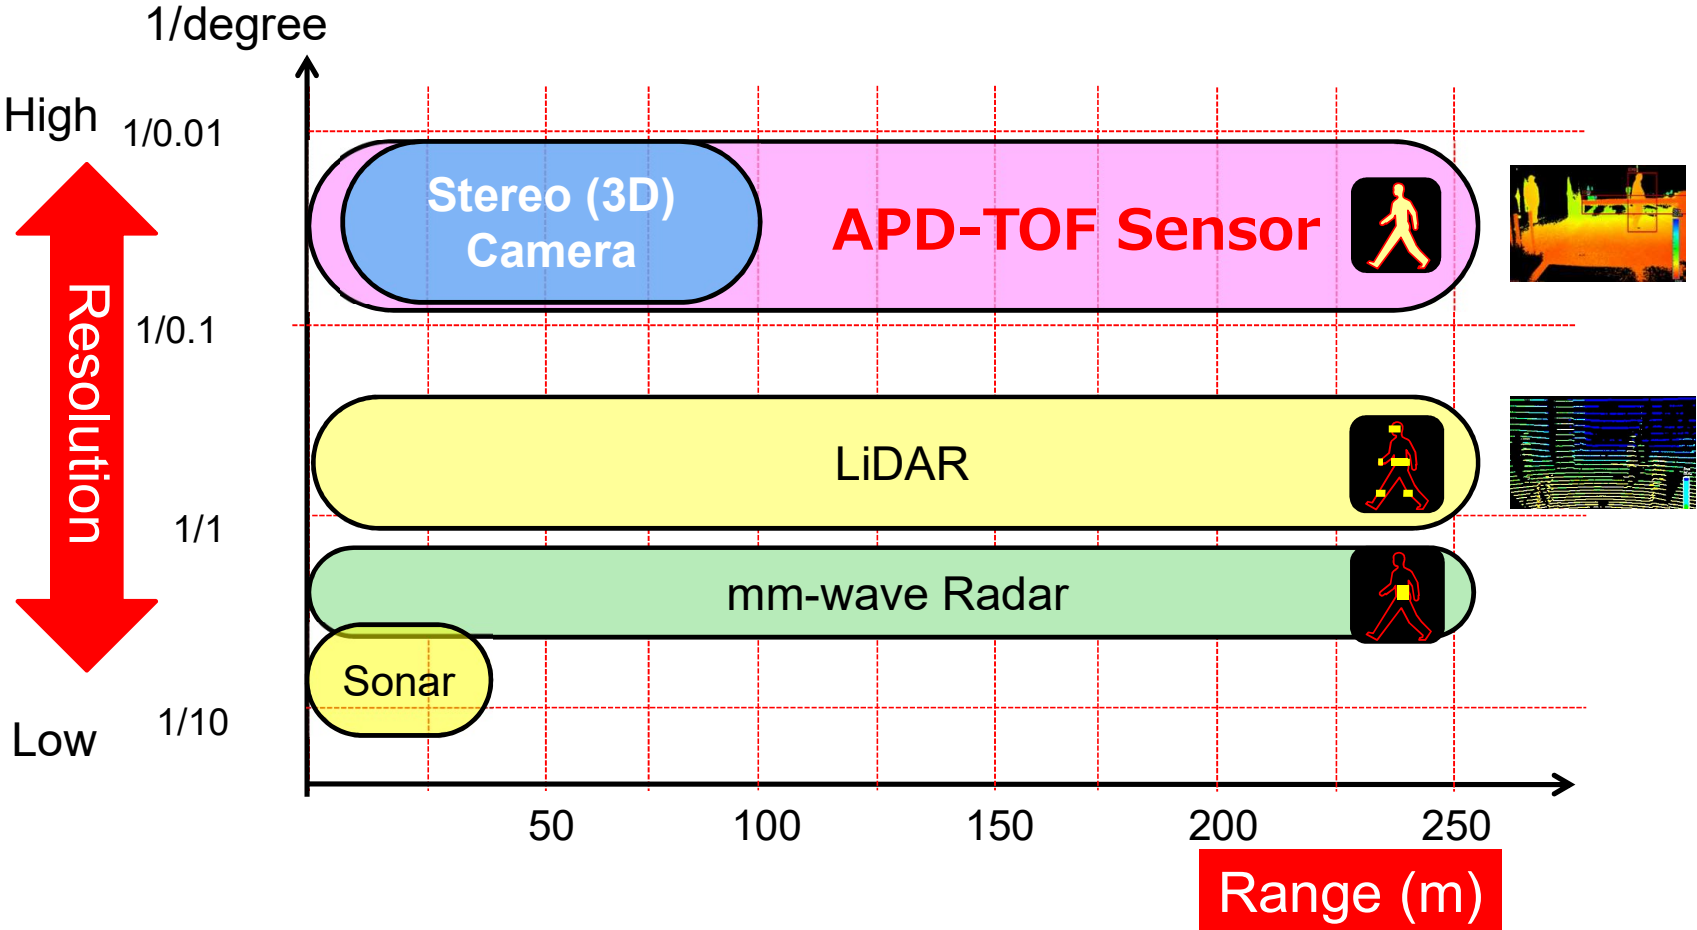 1/degree
High
1/0.01
Stereo (3D)
Camera
APD-TOF Sensor
Resolution
1/0.1
LiDAR
1/1
mm-wave Radar
Sonar
1/10
Low
50
100
150
200
250
Range (m)